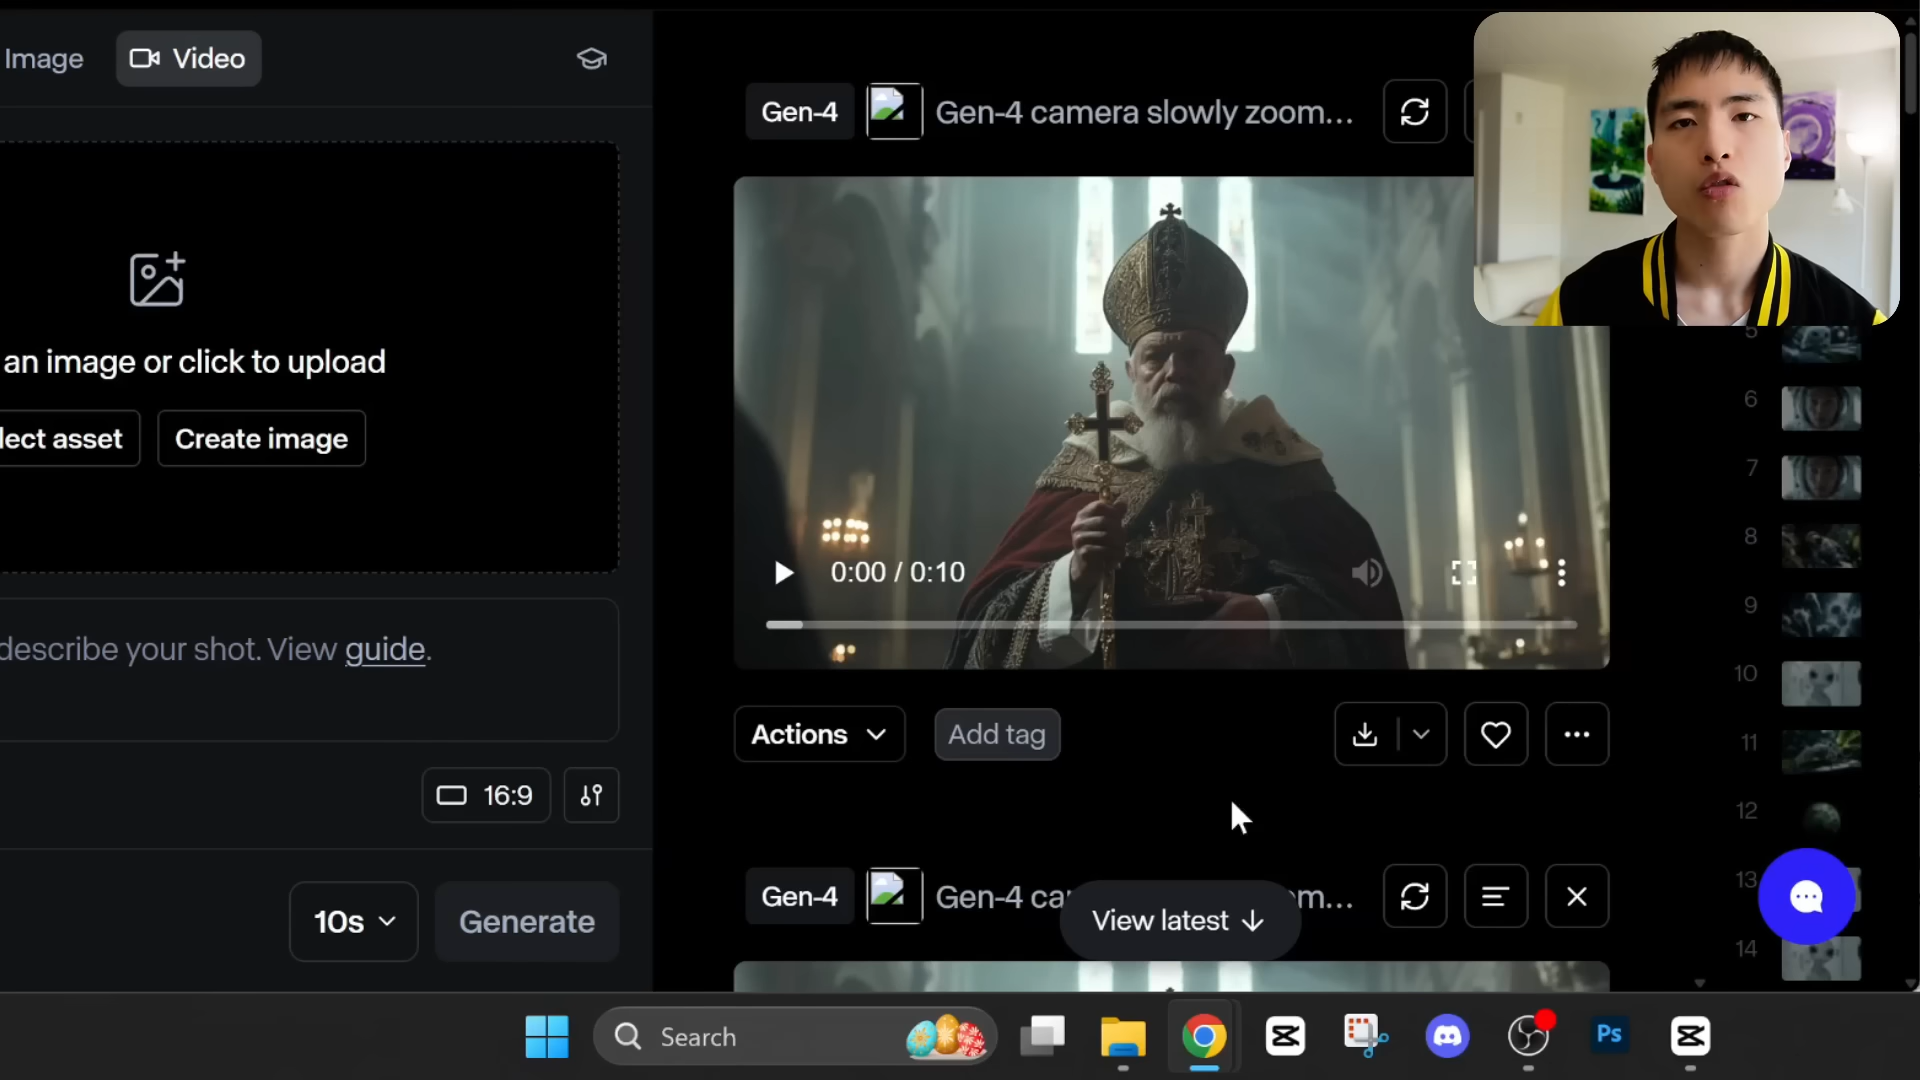 Image
Video
Gen-4
Gen-4 camera slowly zoom...
an image or click to upload
lect asset
Create image
describe your shot. View guide.
16:9
10s
Generate
0:00 / 0:10
Actions
Add tag
Gen-4
Gen-4 ca
m...
View latest
5
6
7
8
9
10
11
12
13
14
Search
Ps